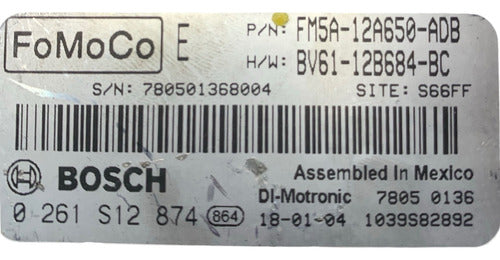 FoMoCo E P/N: FM5A-12A650-ADB
H/W: BV61-12B684-BC
S/N: 780501368004 SITE: S66FF
BOSCH Assembled In Mexico
DI-Motronic 7805 0136
0 261 S12 874 864 18-01-04 1039S82892